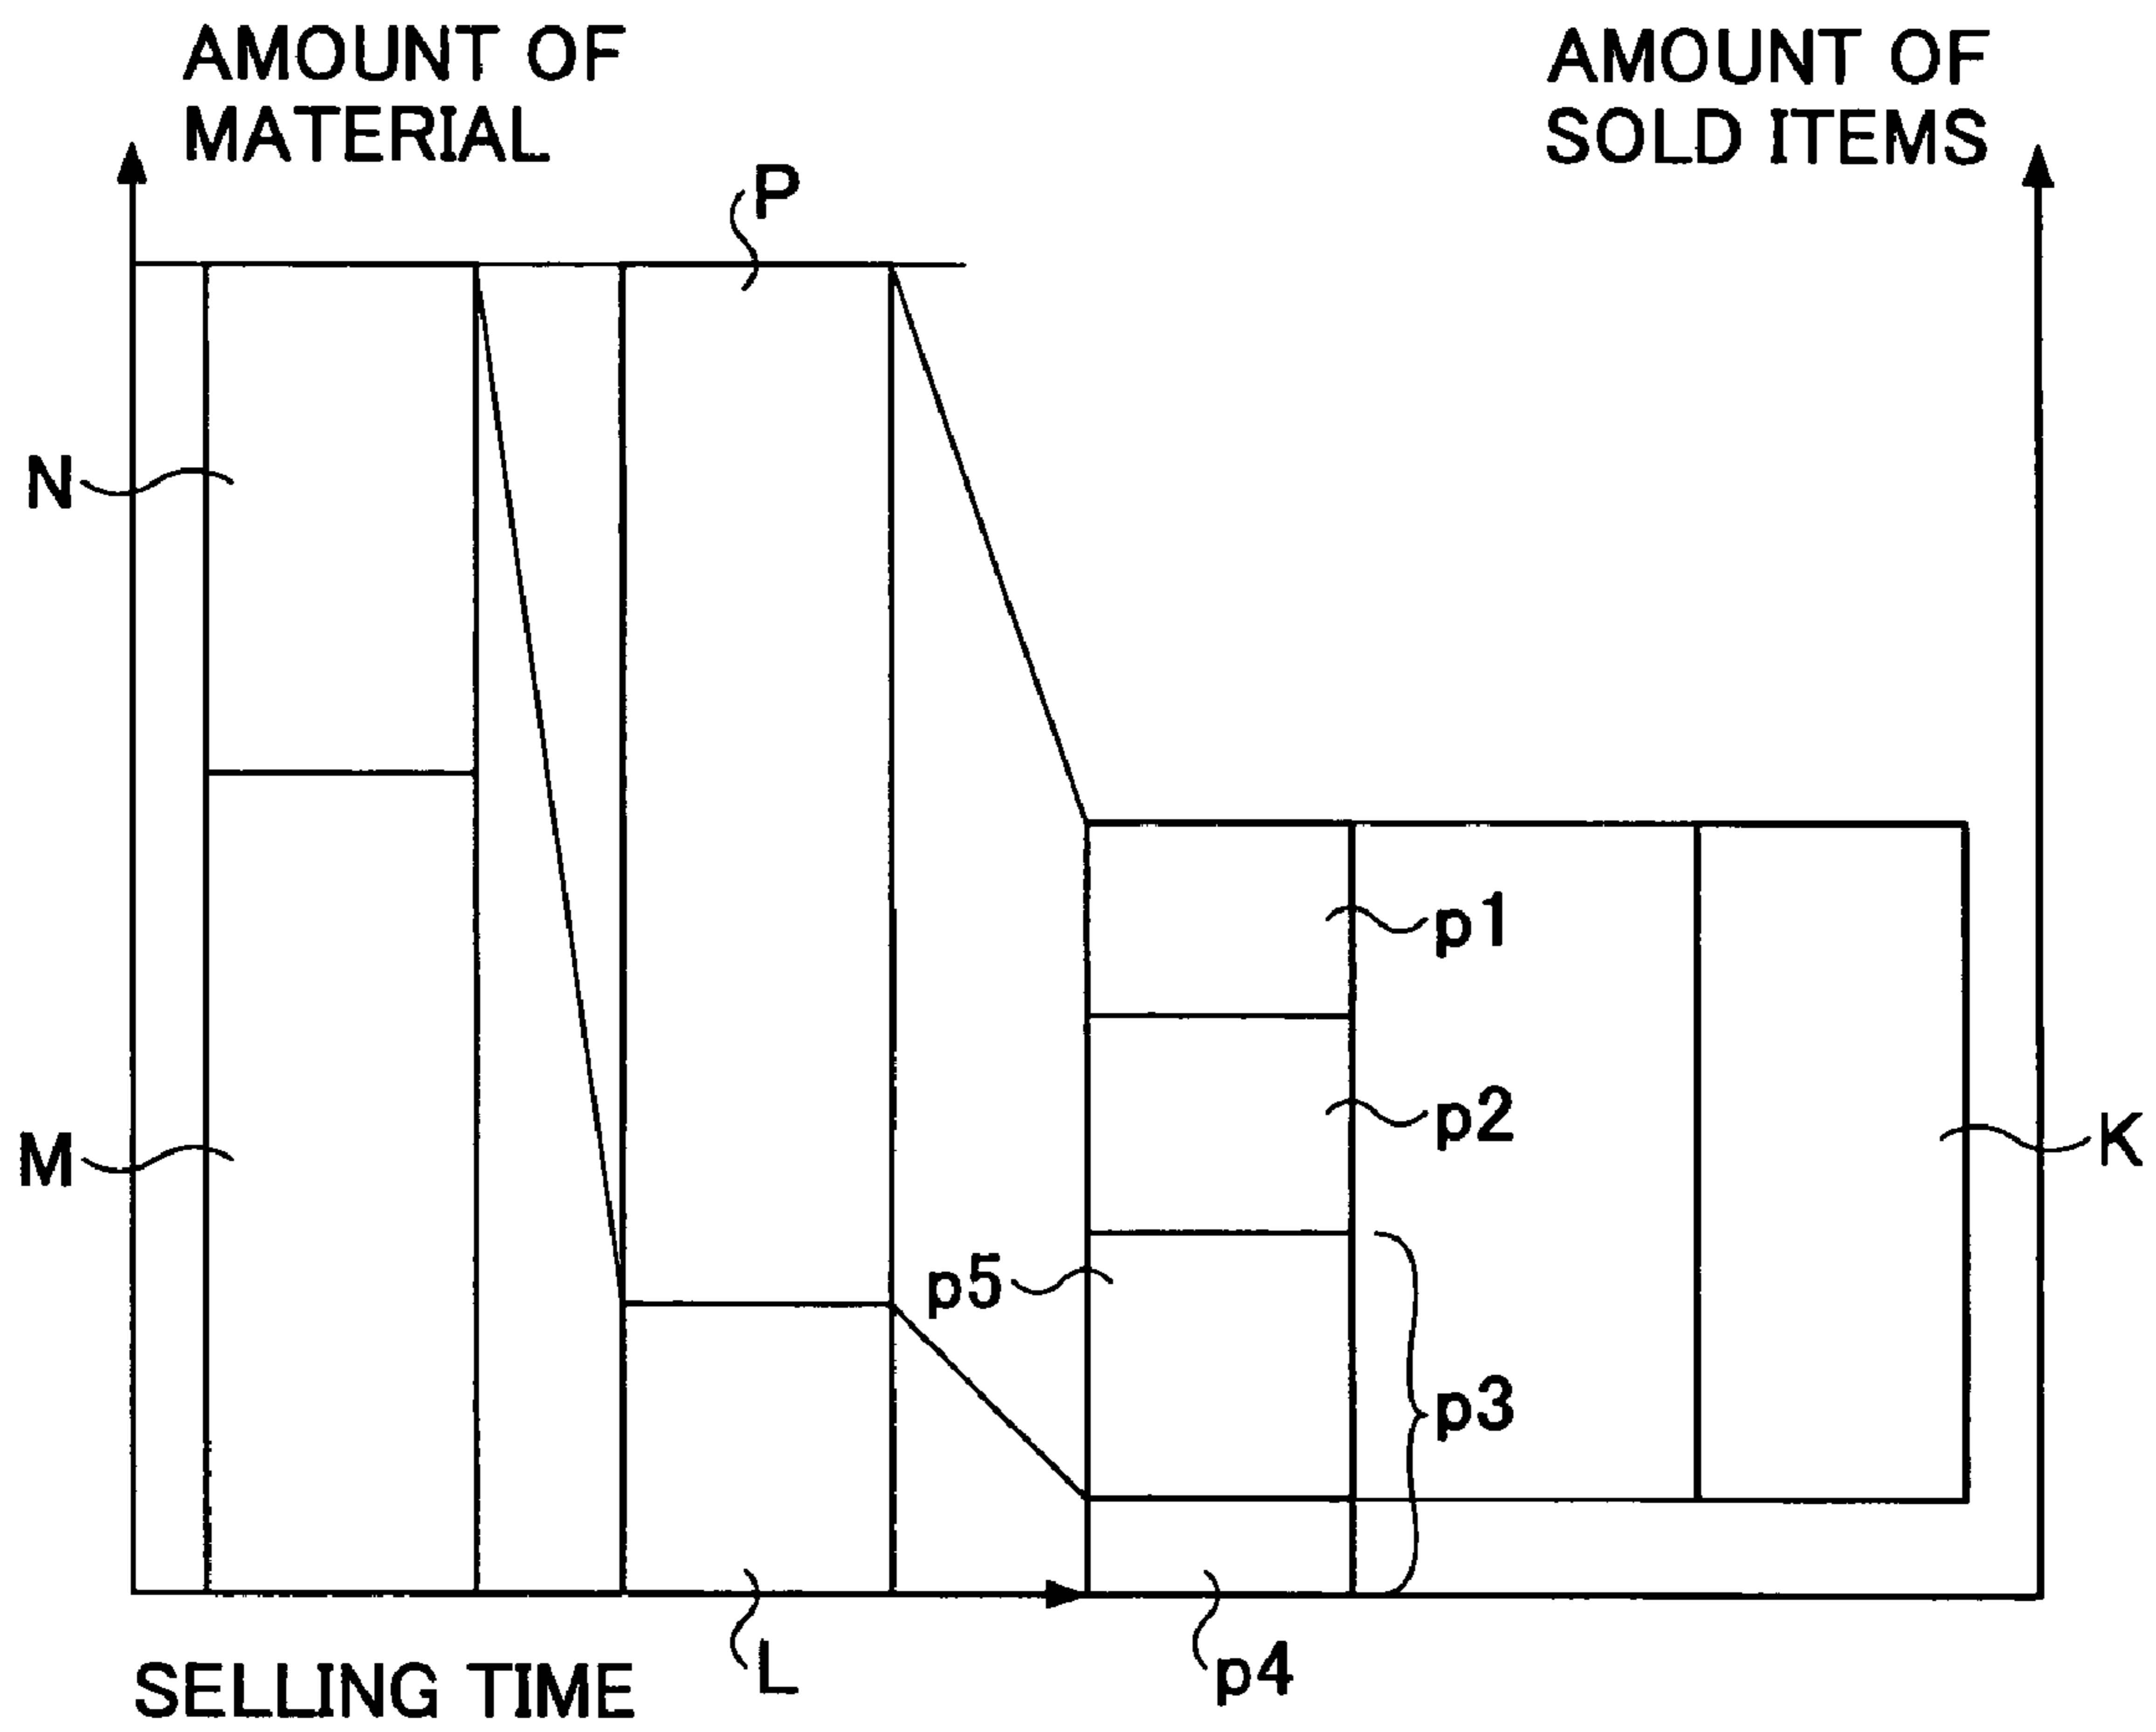 AMOUNT OF
MATERIAL
AMOUNT OF
SOLD ITEMS
P
N
p1
p2
M
K
p5
p3
L
p4
SELLING TIME